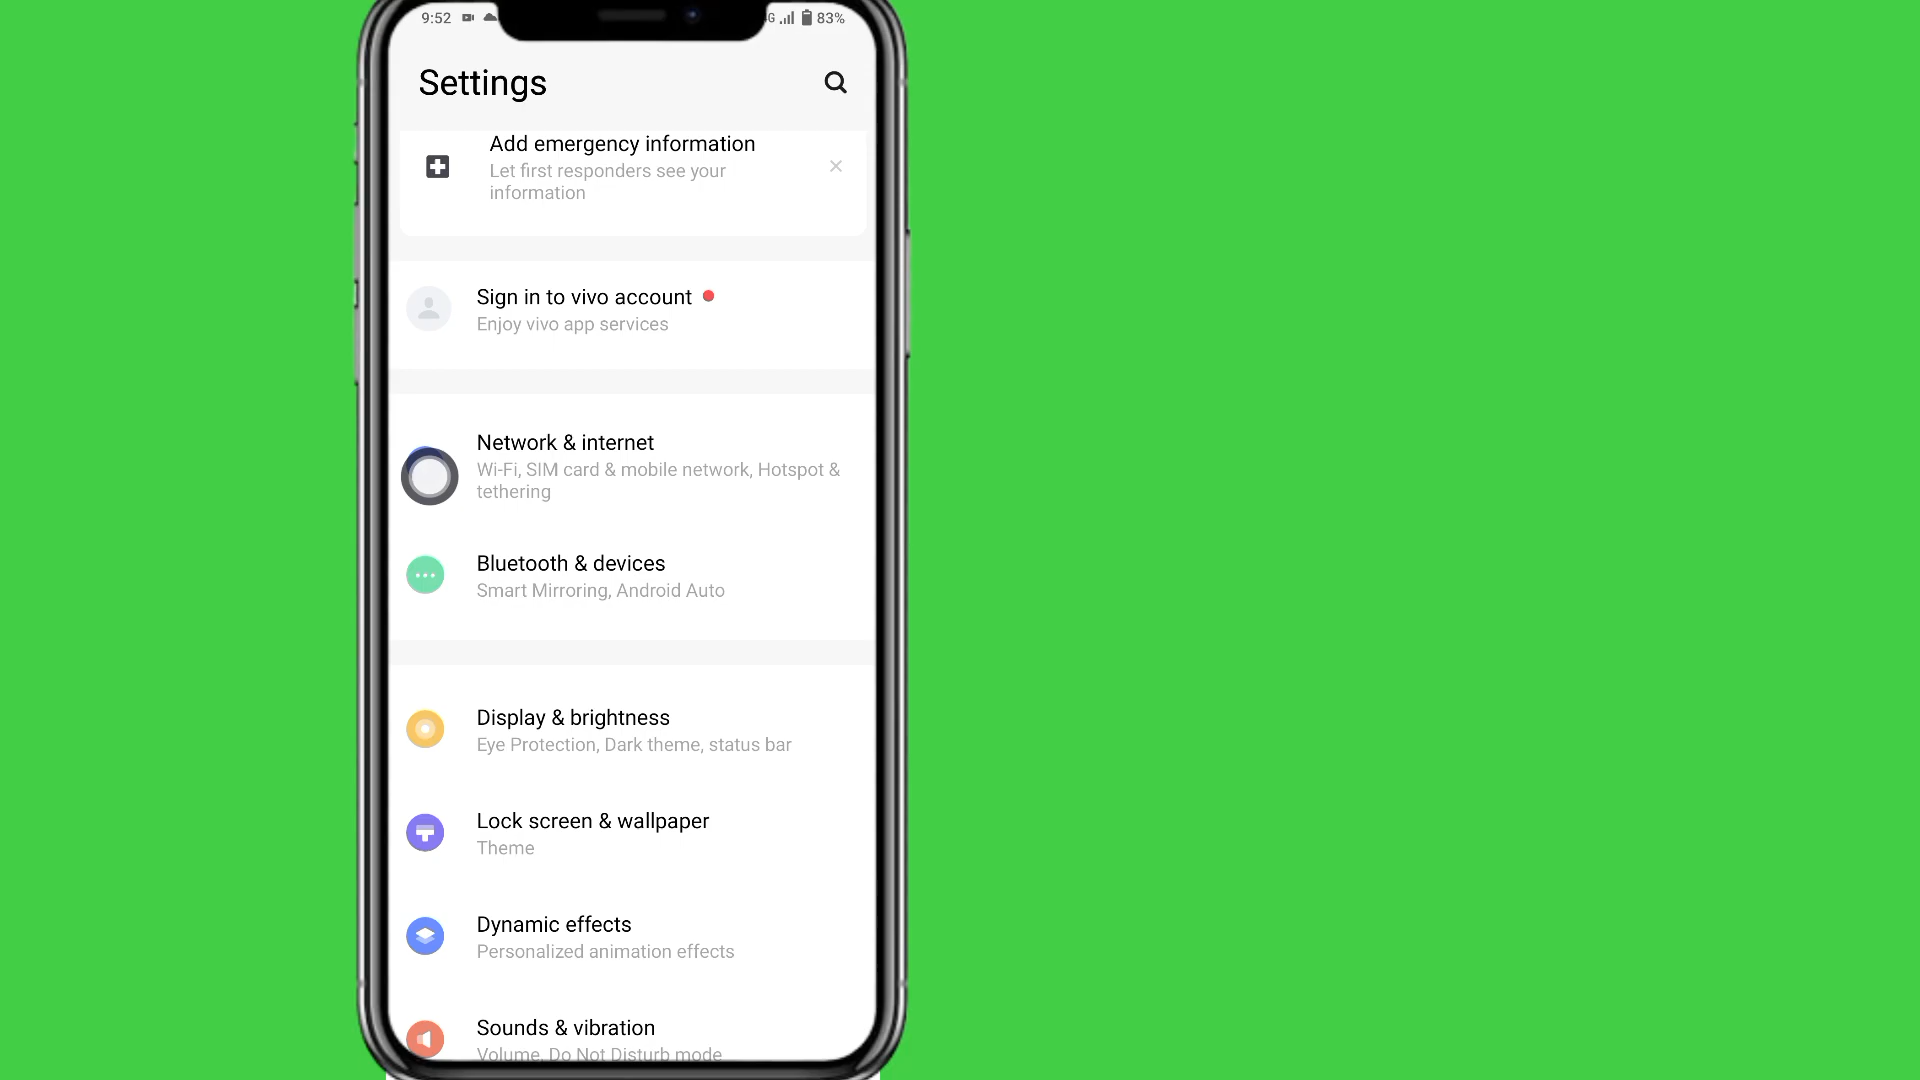 9:52
G 83%
Settings
Add emergency information
Let first responders see your
information
Sign in to vivo account
Enjoy vivo app services
Network & internet
Wi-Fi, SIM card & mobile network, Hotspot &
tethering
Bluetooth & devices
Smart Mirroring, Android Auto
Display & brightness
Eye Protection, Dark theme, status bar
Lock screen & wallpaper
Theme
Dynamic effects
Personalized animation effects
Sounds & vibration
Volume, Do Not Disturb mode